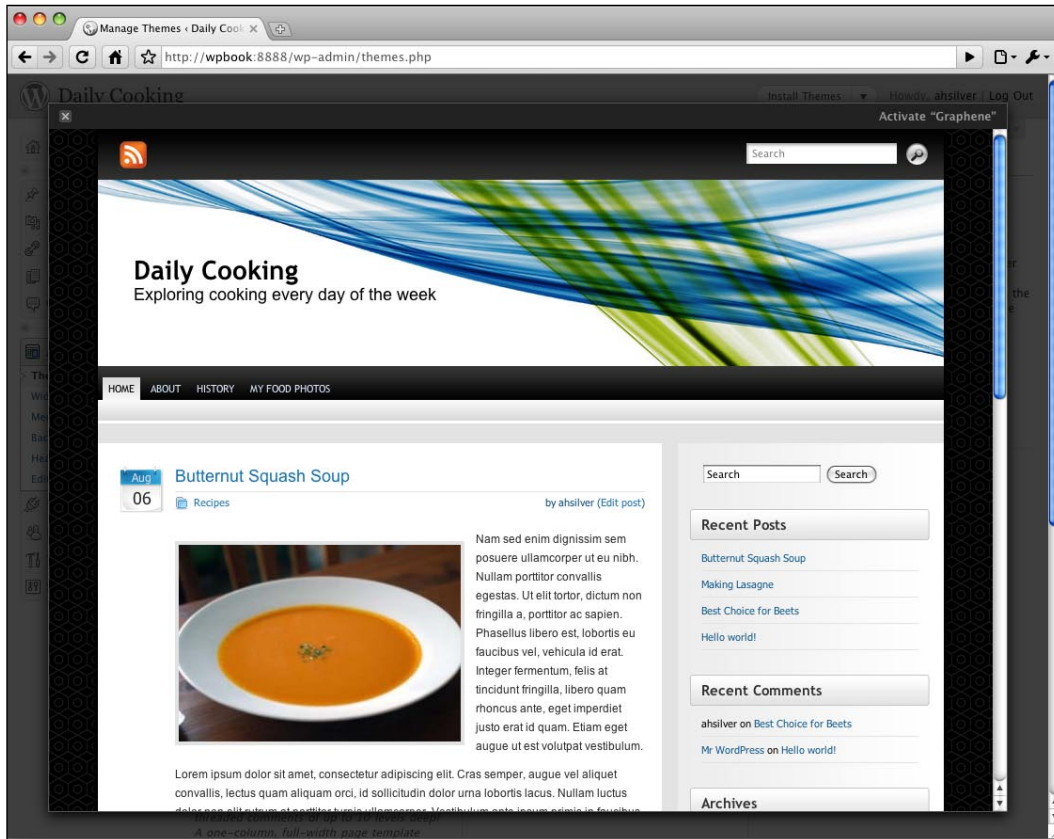 Manage Themes ‹ Daily Cool
http://wpbook:8888/wp-admin/themes.php
Daily Cooking
Install Themes
Howdy, ahsilver | Log Out
Activate "Graphene"
Search
Daily Cooking
Exploring cooking every day of the week
HOME ABOUT HISTORY MY FOOD PHOTOS
Aug
06
Butternut Squash Soup
Recipes
by ahsilver (Edit post)
Nam sed enim dignissim sem
posuere ullamcorper ut eu nibh.
Nullam porttitor convallis
egestas. Ut elit tortor, dictum non
fringilla a, porttitor ac sapien.
Phasellus libero est, lobortis eu
faucibus vel, vehicula id erat.
Integer fermentum, felis at
tincidunt fringilla, libero quam
rhoncus ante, eget imperdiet
justo erat id quam. Etiam eget
augue ut est volutpat vestibulum.
Lorem ipsum dolor sit amet, consectetur adipiscing elit. Cras semper, augue vel aliquet
convallis, lectus quam aliquam orci, id sollicitudin dolor urna lobortis lacus. Nullam luctus
Search Search
Recent Posts
Butternut Squash Soup
Making Lasagne
Best Choice for Beets
Hello world!
Recent Comments
ahsilver on Best Choice for Beets
Mr WordPress on Hello world!
Archives
threaded comments of up to 10 levels deep!
A one-column, full-width page template